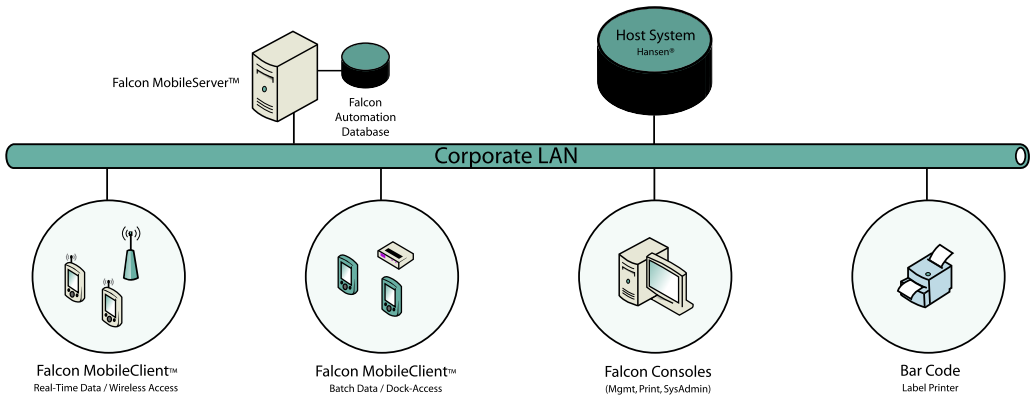 Host System
Hansen®
Falcon MobileServer™
Falcon
Automation
Database
Corporate LAN
Falcon MobileClient™
Real-Time Data / Wireless Access
Falcon MobileClient™
Batch Data / Dock-Access
Falcon Consoles
(Mgmt, Print, SysAdmin)
Bar Code
Label Printer